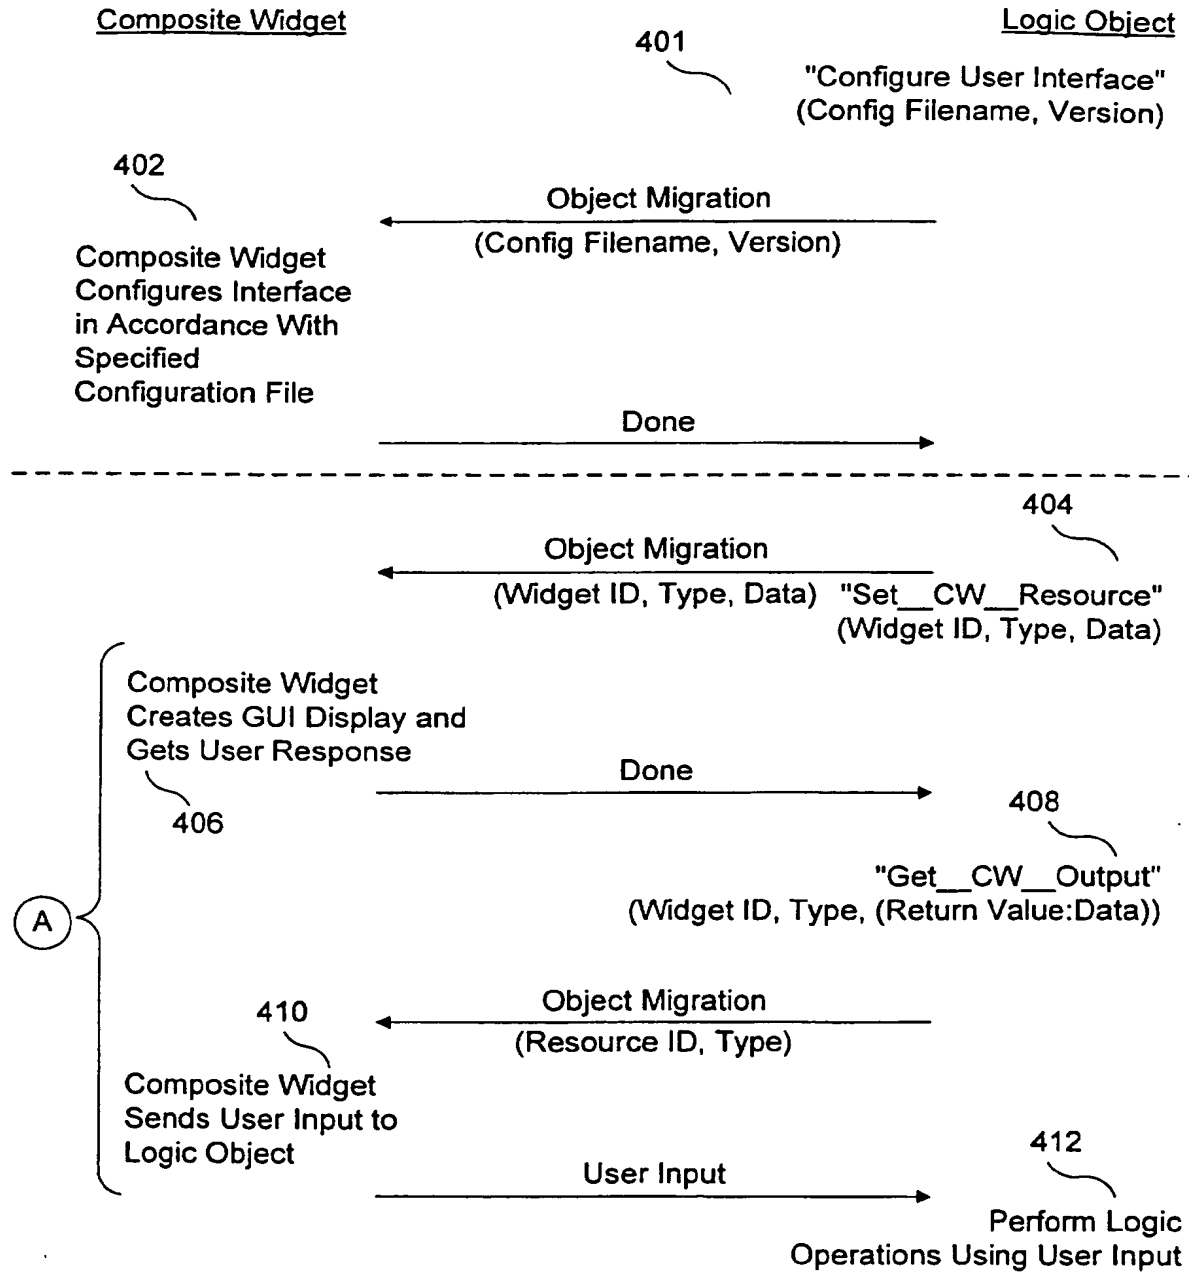 Composite Widget
Logic Object
401
"Configure User Interface"
(Config Filename, Version)
402
Object Migration
(Config Filename, Version)
Composite Widget
Configures Interface
in Accordance With
Specified
Configuration File
Done
404
Object Migration
(Widget ID, Type, Data)
"Set__CW__Resource"
(Widget ID, Type, Data)
Composite Widget
Creates GUI Display and
Gets User Response
406
Done
408
"Get__CW__Output"
(Widget ID, Type, (Return Value:Data))
A
410
Object Migration
(Resource ID, Type)
Composite Widget
Sends User Input to
Logic Object
User Input
412
Perform Logic
Operations Using User Input